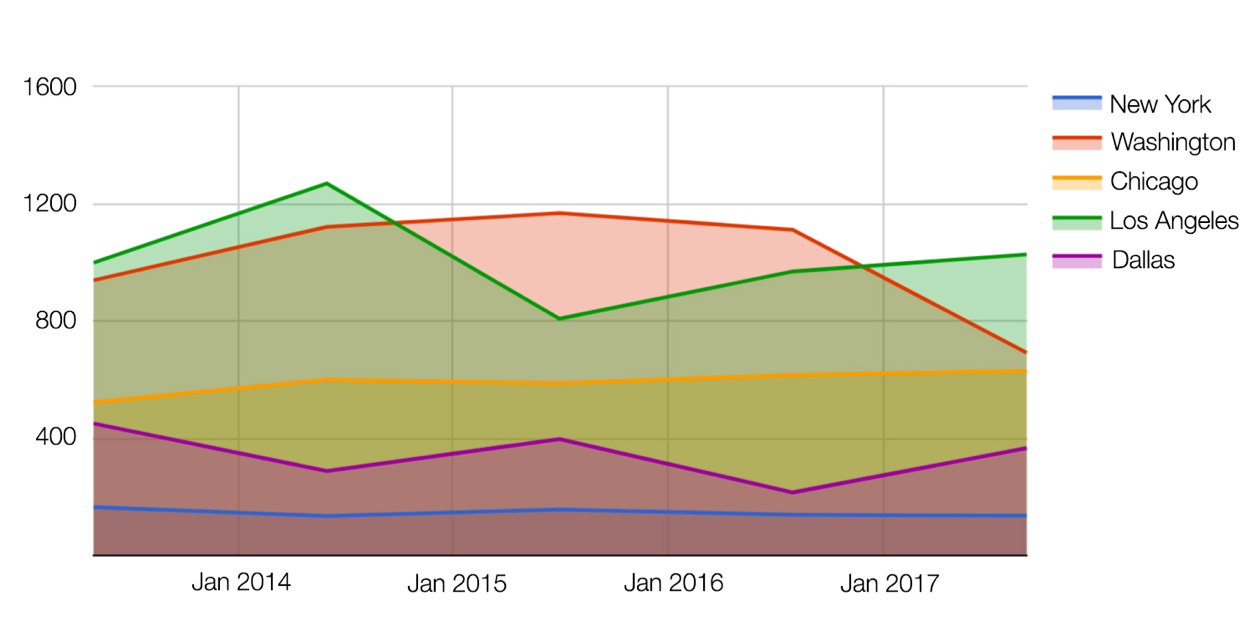 1600
1200
800
400
Jan 2014
Jan 2015
Jan 2016
Jan 2017
New York
Washington
Chicago
Los Angeles
Dallas